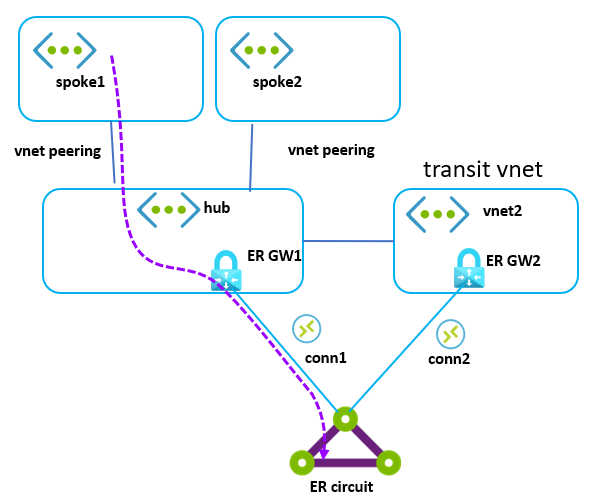 spoke1
spoke2
vnet peering
vnet peering
transit vnet
hub
vnet2
ER GW1
ER GW2
conn1
conn2
ER circuit